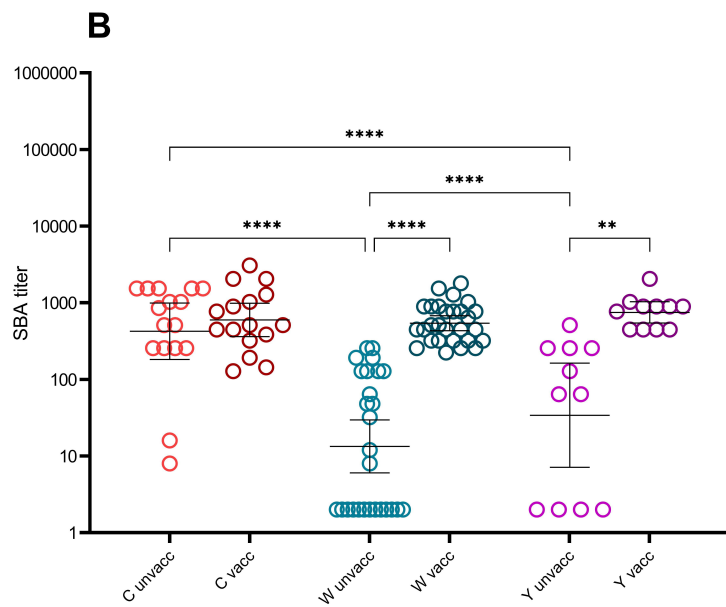 B
1000000
100000
10000
1000
100
10
1
SBA titer
****
****
**** **** **
C unvacc C vacc W unvacc W vacc Y unvacc Y vacc